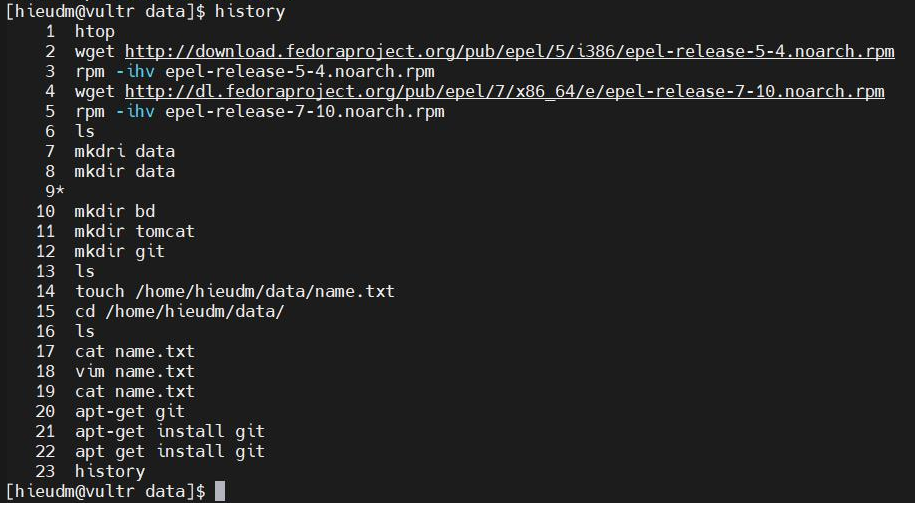 [hieudm@vultr data]$ history
1 htop
2 wget http://download.fedoraproject.org/pub/epel/5/i386/epel-release-5-4.noarch.rpm
3 rpm -ihv epel-release-5-4.noarch.rpm
4 wget http://dl.fedoraproject.org/pub/epel/7/x86_64/e/epel-release-7-10.noarch.rpm
5 rpm -ihv epel-release-7-10.noarch.rpm
6 ls
7 mkdri data
8 mkdir data
9*
10 mkdir bd
11 mkdir tomcat
12 mkdir git
13 ls
14 touch /home/hieudm/data/name.txt
15 cd /home/hieudm/data/
16 ls
17 cat name.txt
18 vim name.txt
19 cat name.txt
20 apt-get git
21 apt-get install git
22 apt get install git
23 history
[hieudm@vultr data]$